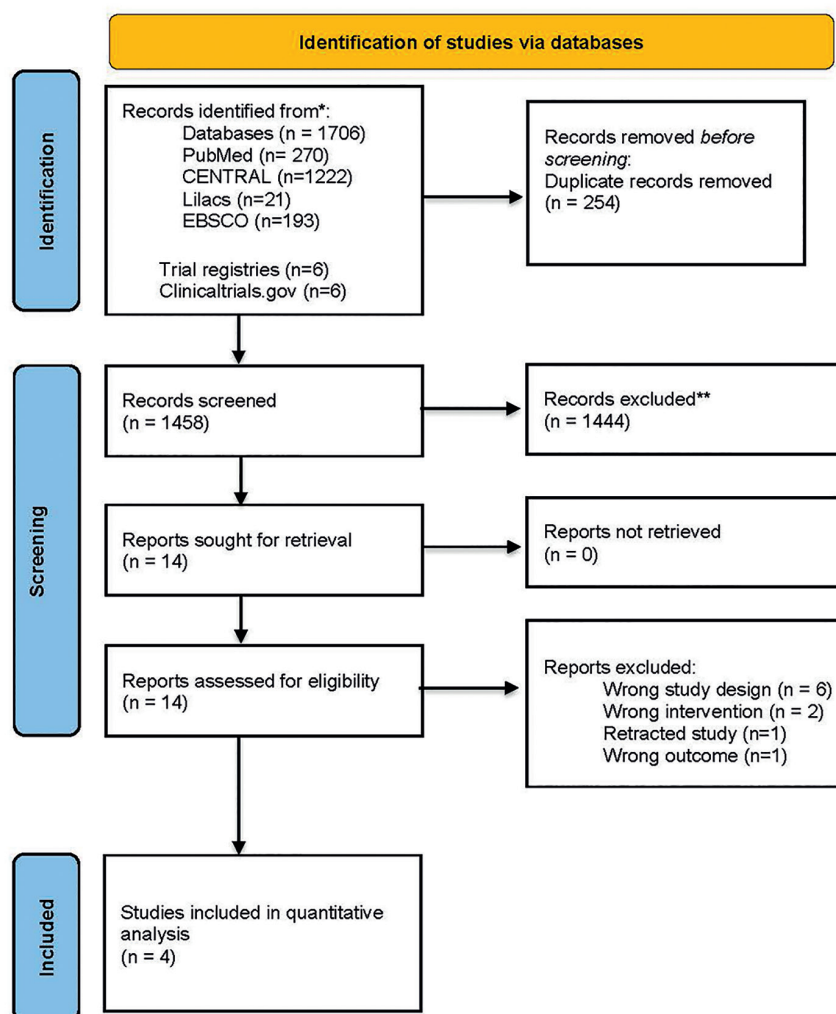 Identification of studies via databases
Identification
Records identified from*:
Databases (n = 1706)
PubMed (n= 270)
CENTRAL (n=1222)
Lilacs (n=21)
EBSCO (n=193)
Trial registries (n=6)
Clinicaltrials.gov (n=6)
Records removed before
screening:
Duplicate records removed
(n = 254)
Screening
Records screened
(n = 1458)
Records excluded**
(n = 1444)
Reports sought for retrieval
(n = 14)
Reports not retrieved
(n = 0)
Reports assessed for eligibility
(n = 14)
Reports excluded:
Wrong study design (n = 6)
Wrong intervention (n = 2)
Retracted study (n=1)
Wrong outcome (n=1)
Included
Studies included in quantitative
analysis
(n = 4)